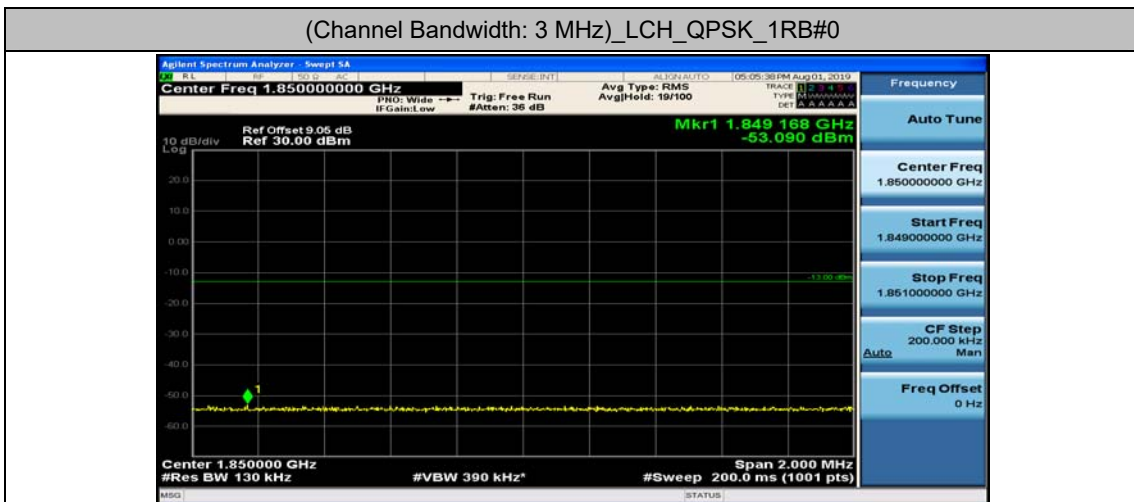 (Channel Bandwidth: 3 MHz)_LCH_QPSK_1RB#0
Agilent Spectrum Analyzer - Swept SA
RL RF 50 Ω AC SENSE:INT ALIGN AUTO 05:05:38 PM Aug 01, 2019
Center Freq 1.850000000 GHz
PNO: Wide
IFGain:Low
Trig: Free Run
#Atten: 36 dB
Avg Type: RMS
Avg|Hold: 19/100
TRACE 1 2 3 4 5 6
TYPE M
DET A A A A A A
Frequency
Auto Tune
Center Freq
1.850000000 GHz
Start Freq
1.849000000 GHz
Stop Freq
1.851000000 GHz
CF Step
200.000 kHz
Auto Man
Freq Offset
0 Hz
Mkr1 1.849 168 GHz
-53.090 dBm
Ref Offset 9.05 dB
10 dB/div Ref 30.00 dBm
Log
20.0
10.0
0.00
-10.0
-13.00 dBm
-20.0
-30.0
-40.0
-50.0
1
-60.0
Center 1.850000 GHz Span 2.000 MHz
#Res BW 130 kHz #VBW 390 kHz* #Sweep 200.0 ms (1001 pts)
MSG STATUS